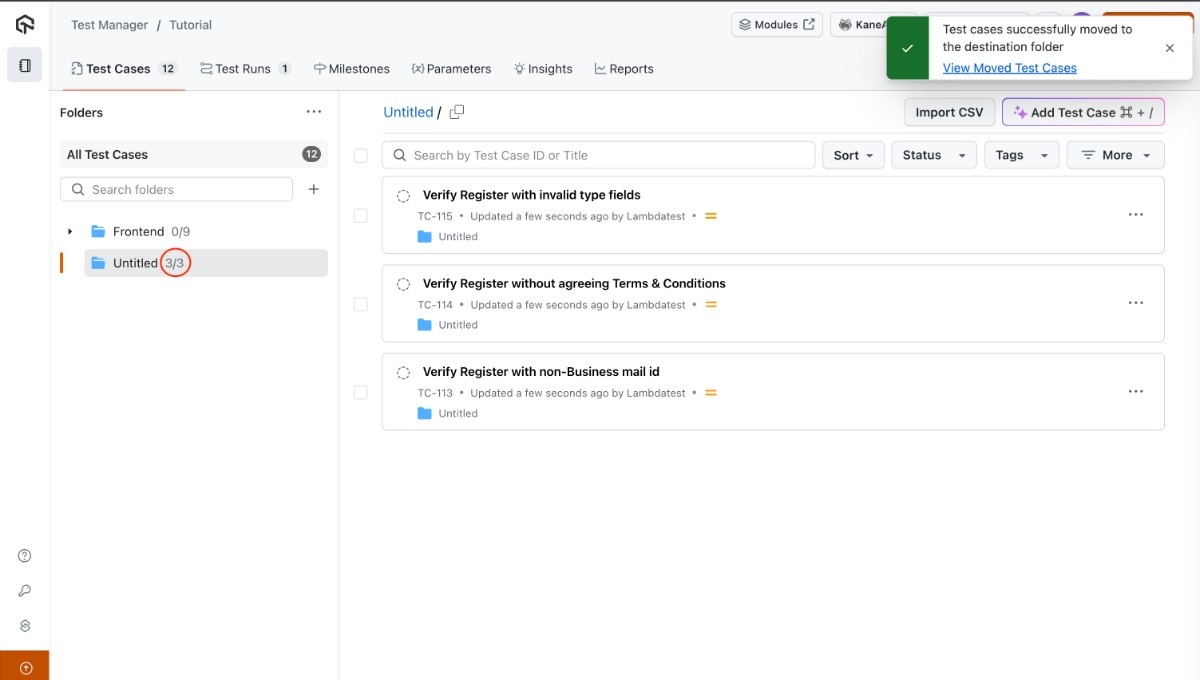 Test Manager / Tutorial
Modules
KaneA
Test cases successfully moved to
the destination folder
View Moved Test Cases
Test Cases 12
Test Runs 1
Milestones
{x} Parameters
Insights
Reports
Folders
All Test Cases 12
Search folders
Frontend 0/9
Untitled 3/3
Untitled /
Import CSV
Add Test Case ⌘ + /
Search by Test Case ID or Title
Sort
Status
Tags
More
Verify Register with invalid type fields
TC-115 • Updated a few seconds ago by Lambdatest •
Untitled
Verify Register without agreeing Terms & Conditions
TC-114 • Updated a few seconds ago by Lambdatest •
Untitled
Verify Register with non-Business mail id
TC-113 • Updated a few seconds ago by Lambdatest •
Untitled